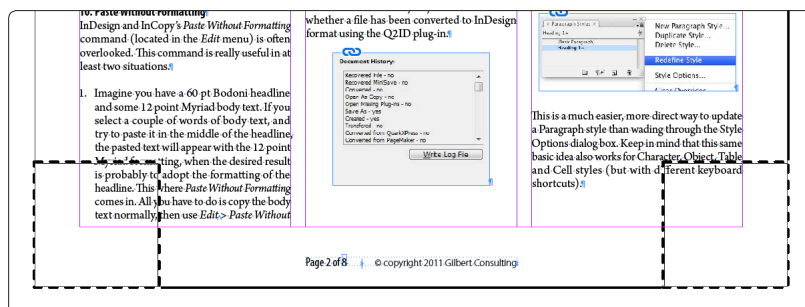 10. Paste Without Formatting
InDesign and InCopy's Paste Without Formatting
command (located in the Edit menu) is often
overlooked. This command is really useful in at
least two situations.
1. Imagine you have a 60 pt Bodoni headline
and some 12 point Myriad body text. If you
select a couple of words of body text, and
try to paste it in the middle of the headline,
the pasted text will appear with the 12 point
Myriad formatting, when the desired result
is probably to adopt the formatting of the
headline. This where Paste Without Formatting
comes in. All you have to do is copy the body
text normally, then use Edit > Paste Without
whether a file has been converted to InDesign
format using the Q2ID plug-in.
Document History:
Recovered File - no
Recovered MiniSave - no
Converted - no
Open As Copy - no
Open Missing Plug-ins - no
Save As - yes
Created - yes
Transfered - no
Converted from QuarkXPress - no
Converted from PageMaker - no
Write Log File
Paragraph Styles
Heading 1+
[Basic Paragraph]
Heading 1+
New Paragraph Style...
Duplicate Style...
Delete Style...
Redefine Style
Style Options...
Clear Overrides
This is a much easier, more direct way to update
a Paragraph style than wading through the Style
Options dialog box. Keep in mind that this same
basic idea also works for Character, Object, Table
and Cell styles (but with different keyboard
shortcuts).
Page 2 of 8 © copyright 2011 Gilbert Consulting